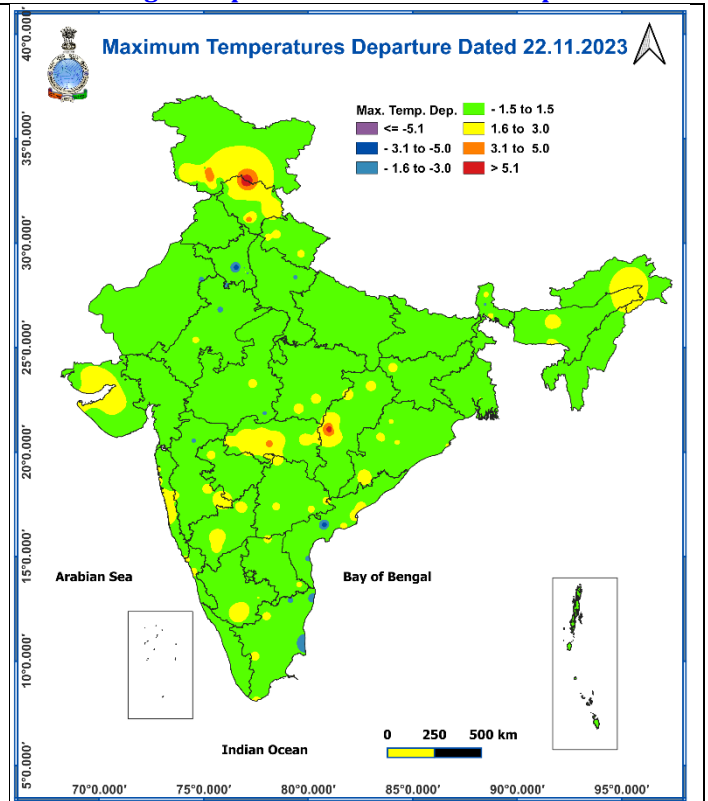 Maximum Temperatures Departure Dated 22.11.2023
Max. Temp. Dep.
<= -5.1
- 3.1 to -5.0
- 1.6 to -3.0
- 1.5 to 1.5
1.6 to 3.0
3.1 to 5.0
> 5.1
40°0.000'
35°0.000'
30°0.000'
25°0.000'
20°0.000'
15°0.000'
10°0.000'
5°0.000'
Arabian Sea
Bay of Bengal
Indian Ocean
0 250 500 km
70°0.000' 75°0.000' 80°0.000' 85°0.000' 90°0.000' 95°0.000'